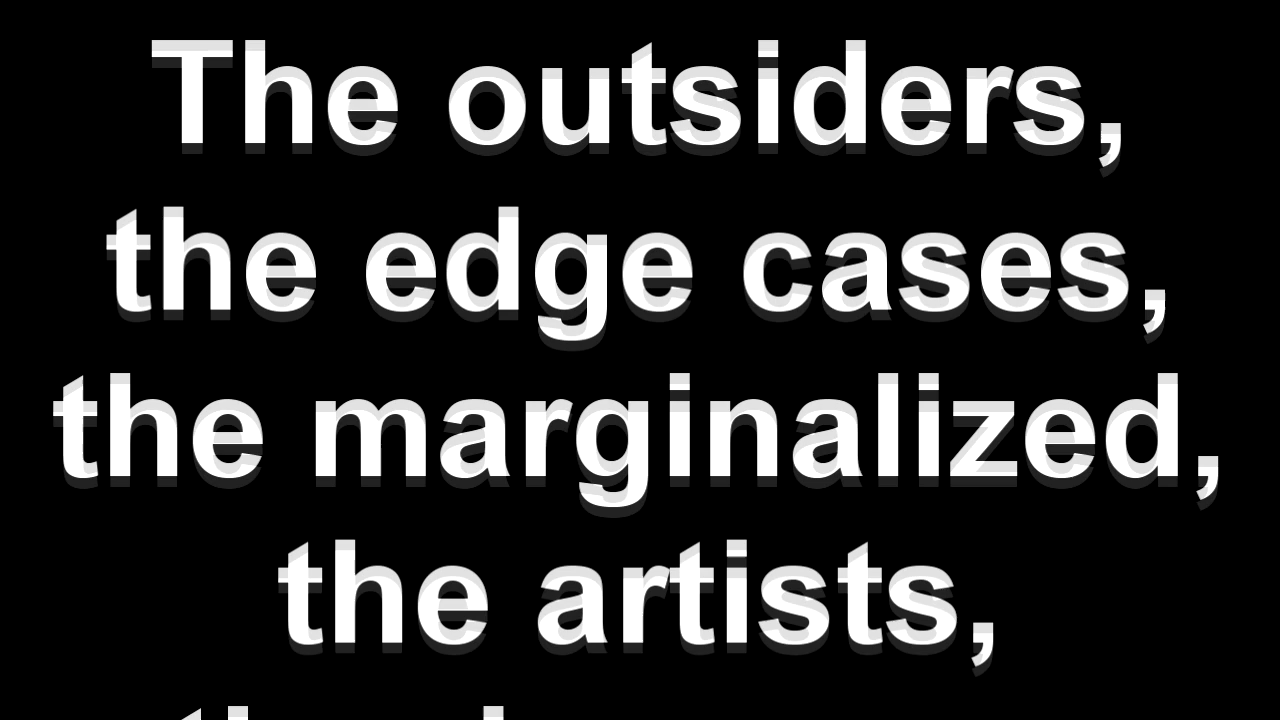 The outsiders,
the edge cases,
the marginalized,
the artists,